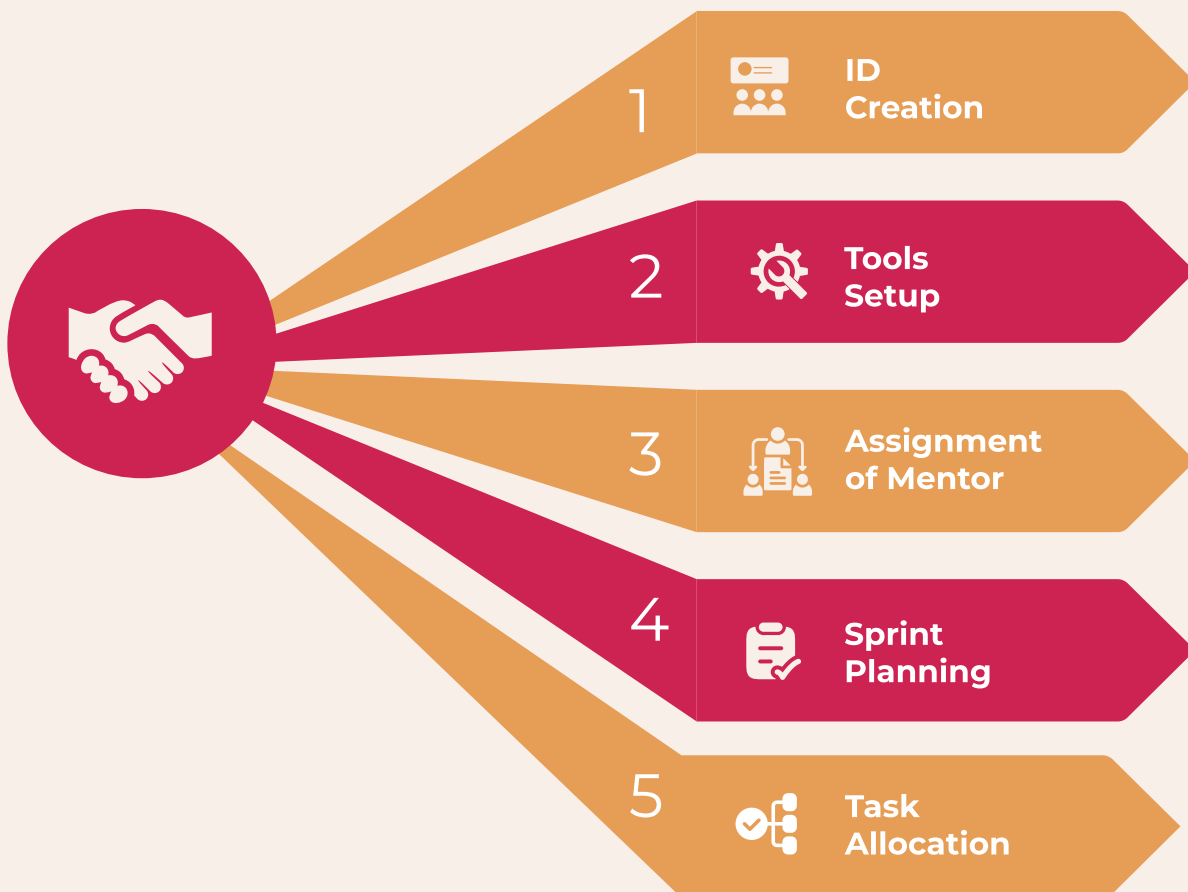 1
ID
Creation
2
Tools
Setup
3
Assignment
of Mentor
4
Sprint
Planning
5
Task
Allocation